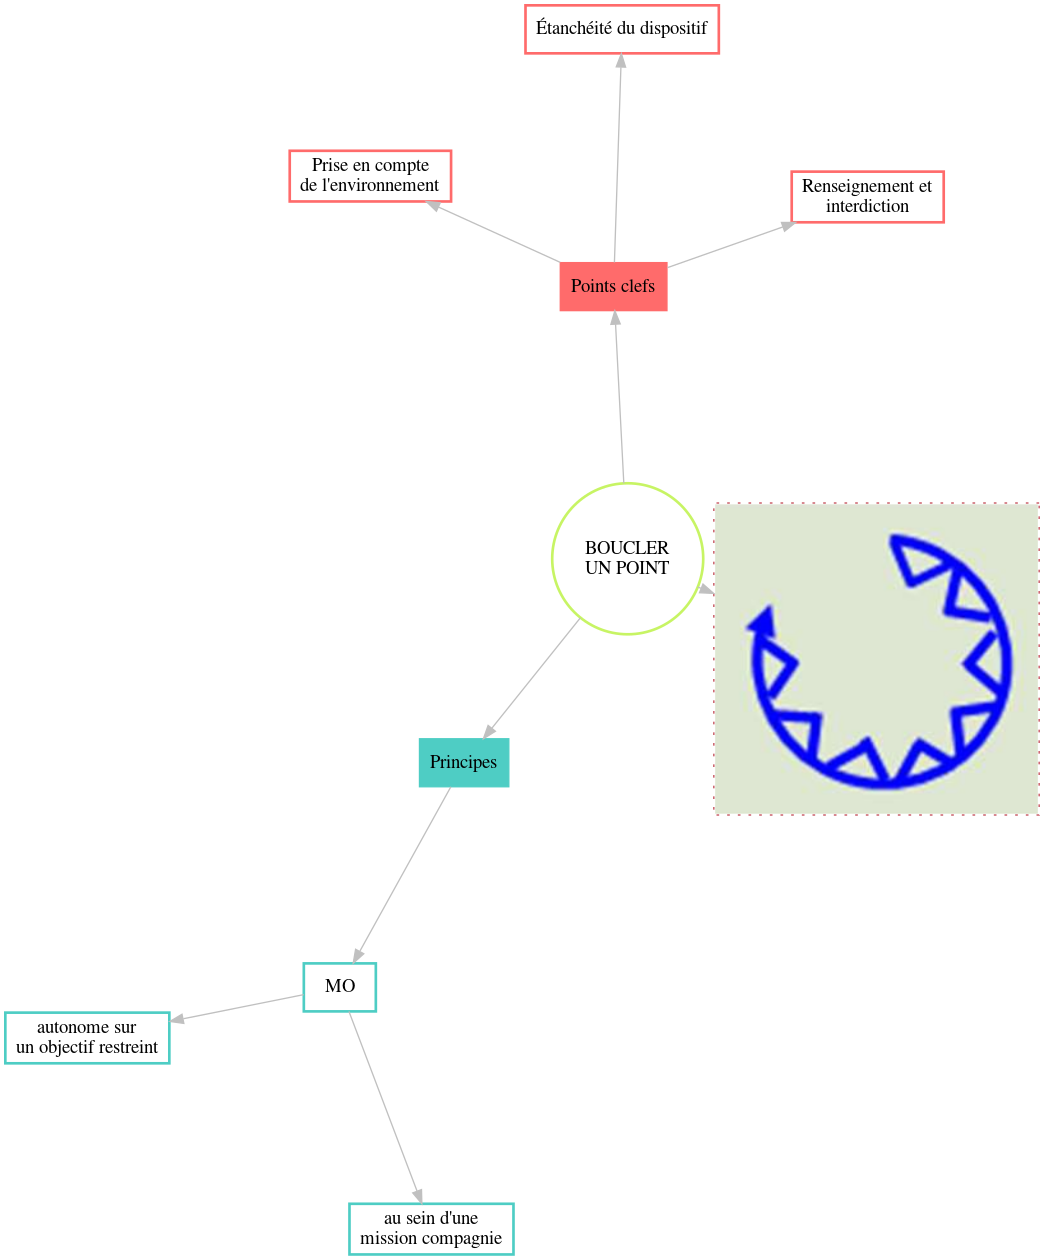 Étanchéité du dispositif
Prise en compte
de l'environnement
Renseignement et
interdiction
Points clefs
BOUCLER
UN POINT
Principes
MO
autonome sur
un objectif restreint
au sein d'une
mission compagnie